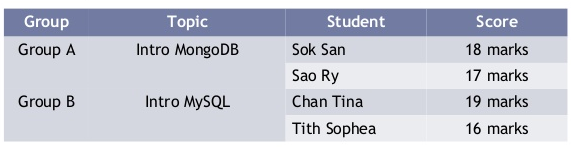 Group Topic Student Score
Group A Intro MongoDB Sok San 18 marks
Sao Ry 17 marks
Group B Intro MySQL Chan Tina 19 marks
Tith Sophea 16 marks